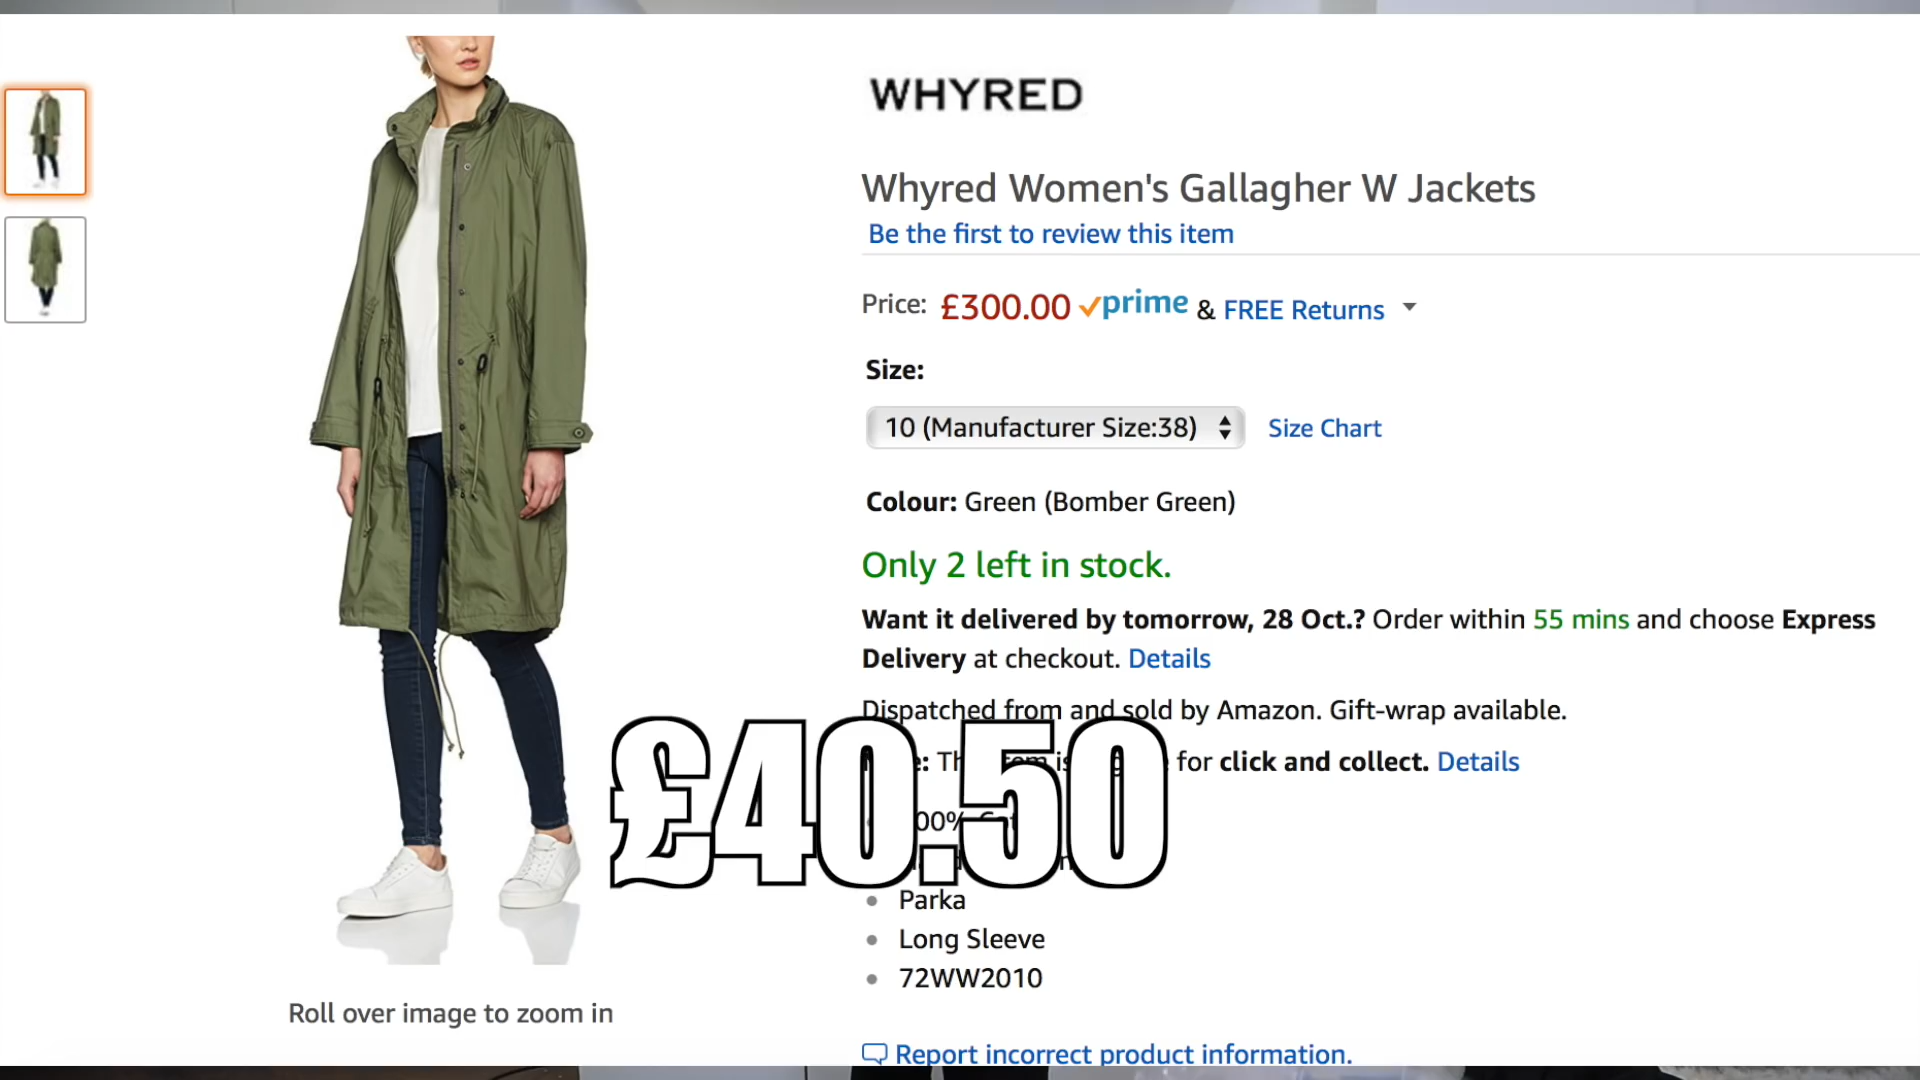 WHYRED
Whyred Women's Gallagher W Jackets
Be the first to review this item
Price: £300.00 prime & FREE Returns
Size:
10 (Manufacturer Size:38) Size Chart
Colour: Green (Bomber Green)
Only 2 left in stock.
Want it delivered by tomorrow, 28 Oct.? Order within 55 mins and choose Express
Delivery at checkout. Details
Dispatched from and sold by Amazon. Gift-wrap available.
for click and collect. Details
£40.50
Parka
Long Sleeve
72WW2010
Roll over image to zoom in
Report incorrect product information.